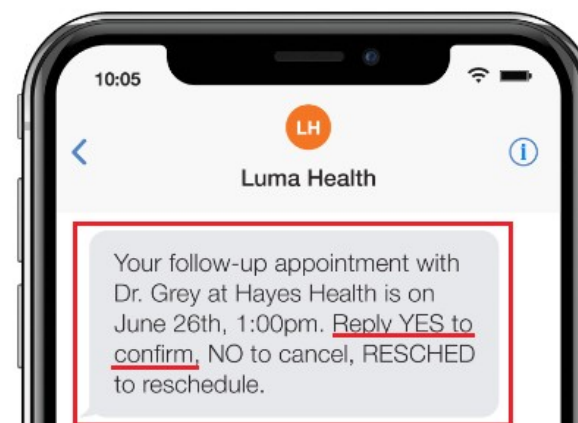 10:05
LH
Luma Health
Your follow-up appointment with
Dr. Grey at Hayes Health is on
June 26th, 1:00pm. Reply YES to
confirm, NO to cancel, RESCHED
to reschedule.